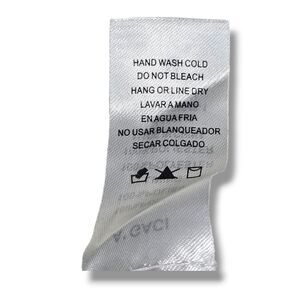 HAND WASH COLD
DO NOT BLEACH
HANG OR LINE DRY
LAVAR A MANO
EN AGUA FRIA
NO USAR BLANQUEADOR
SECAR COLGADO
A' GACI